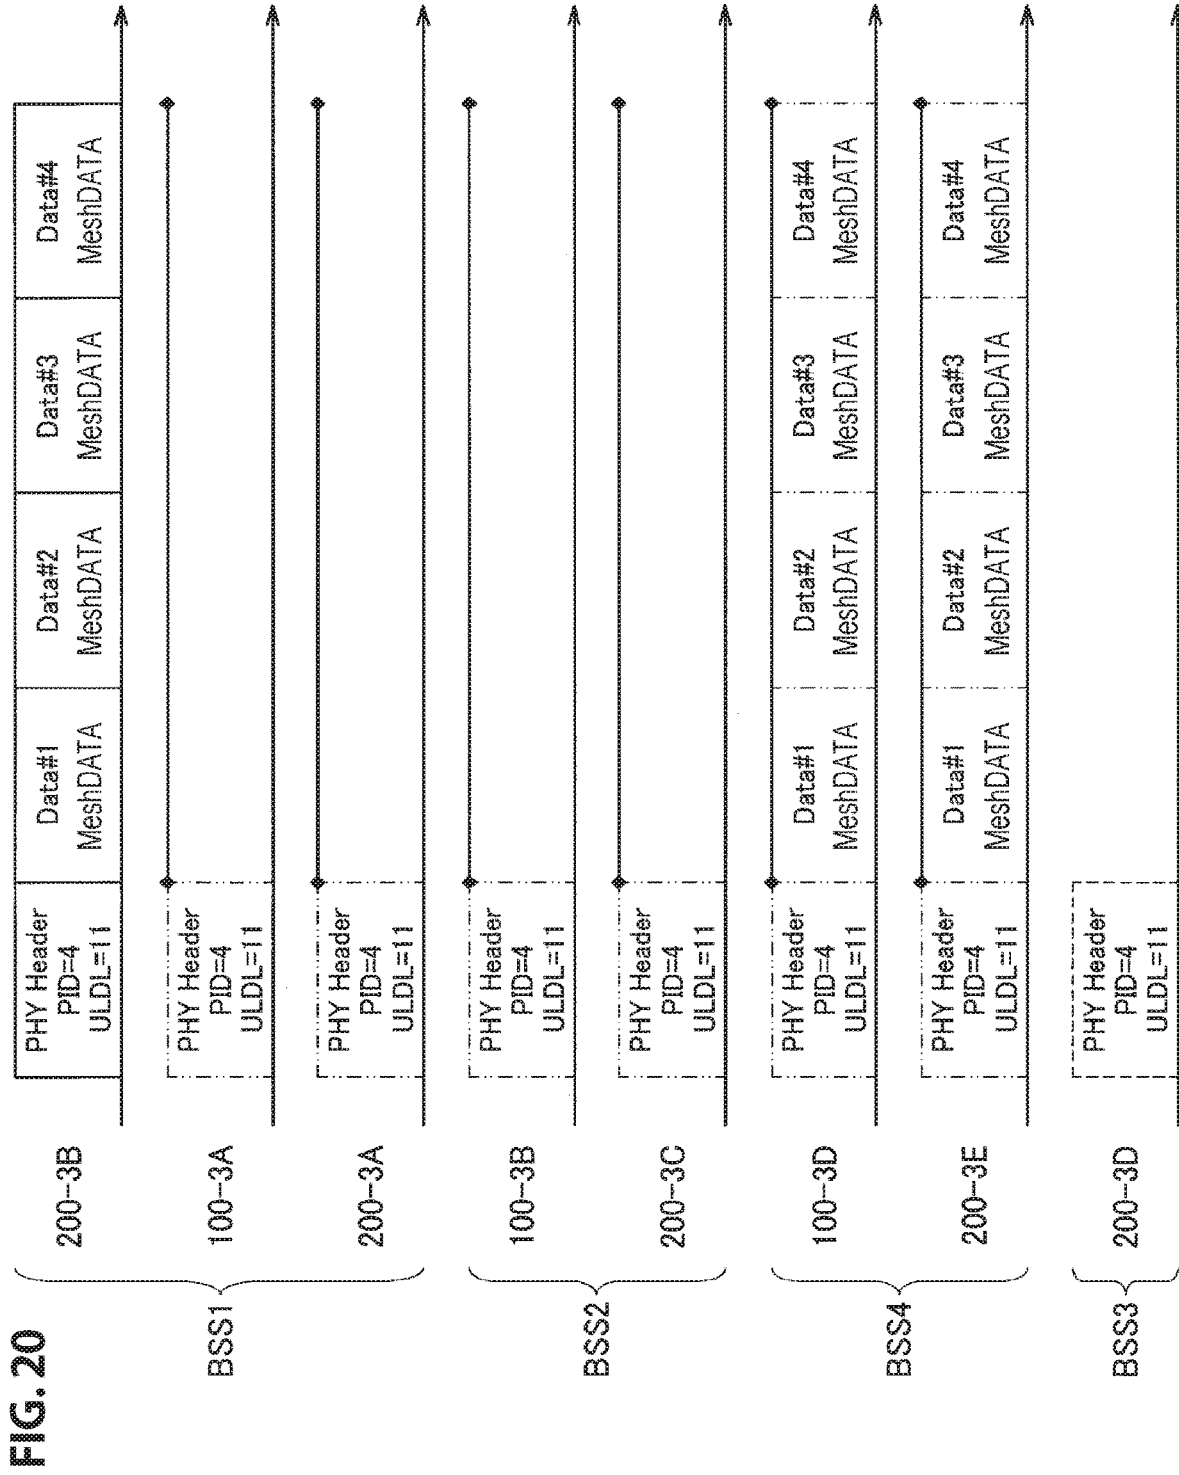 FIG. 20
BSS1
200-3B
PHY Header
PID=4
ULDL=11
Data#1
MeshDATA
Data#2
MeshDATA
Data#3
MeshDATA
Data#4
MeshDATA
100-3A
PHY Header
PID=4
ULDL=11
200-3A
PHY Header
PID=4
ULDL=11
BSS2
100-3B
PHY Header
PID=4
ULDL=11
200-3C
PHY Header
PID=4
ULDL=11
BSS4
100-3D
PHY Header
PID=4
ULDL=11
Data#1
MeshDATA
Data#2
MeshDATA
Data#3
MeshDATA
Data#4
MeshDATA
200-3E
PHY Header
PID=4
ULDL=11
Data#1
MeshDATA
Data#2
MeshDATA
Data#3
MeshDATA
Data#4
MeshDATA
BSS3
200-3D
PHY Header
PID=4
ULDL=11